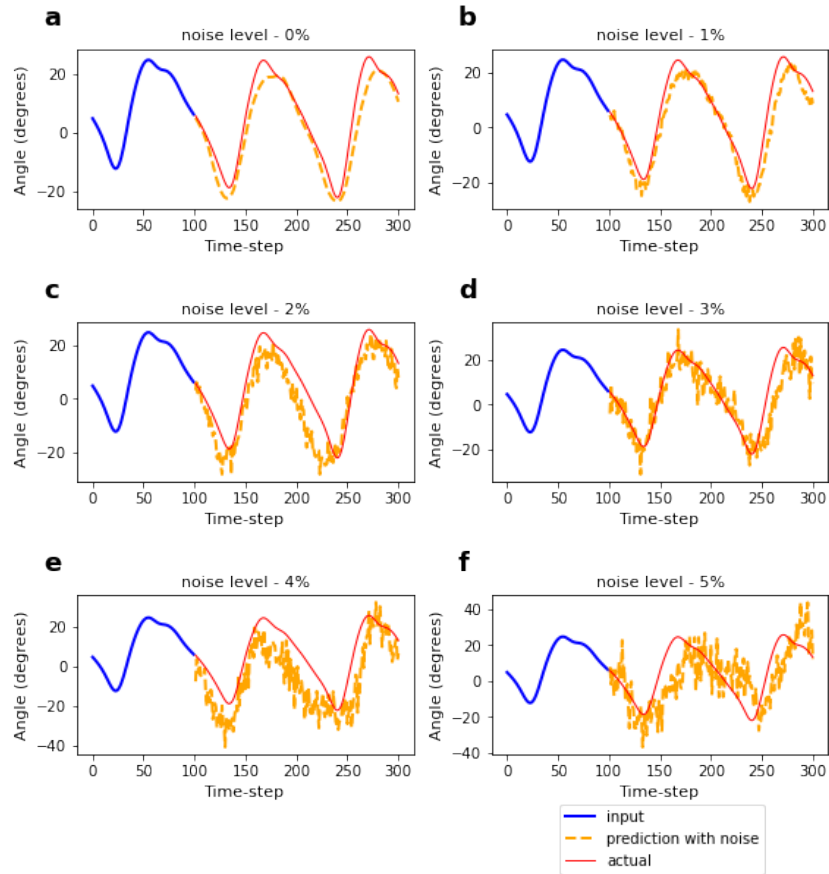 a
noise level - 0%
Angle (degrees)
20
0
−20
0 50 100 150 200 250 300
Time-step
b
noise level - 1%
Angle (degrees)
20
0
−20
0 50 100 150 200 250 300
Time-step
c
noise level - 2%
Angle (degrees)
20
0
−20
0 50 100 150 200 250 300
Time-step
d
noise level - 3%
Angle (degrees)
20
0
−20
0 50 100 150 200 250 300
Time-step
e
noise level - 4%
Angle (degrees)
20
0
−20
−40
0 50 100 150 200 250 300
Time-step
f
noise level - 5%
Angle (degrees)
40
20
0
−20
−40
0 50 100 150 200 250 300
Time-step
input
prediction with noise
actual